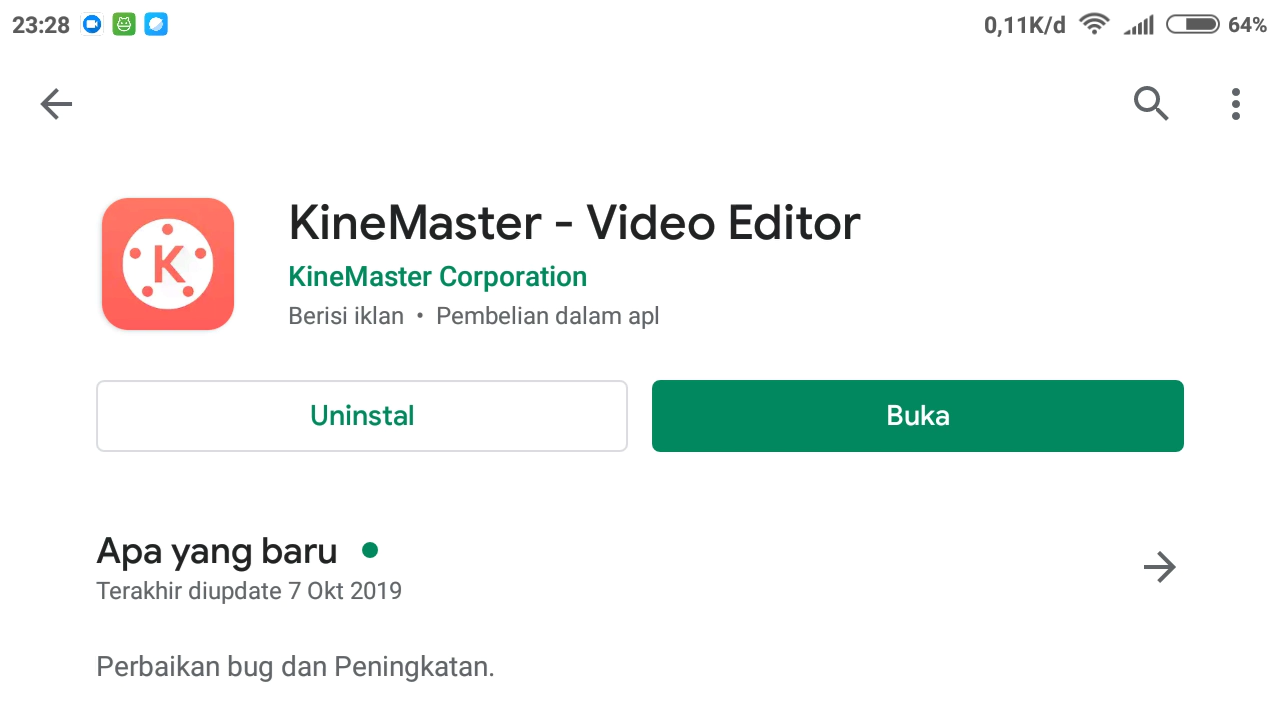 23:28 0,11K/d 64%
KineMaster - Video Editor
K
KineMaster Corporation
Berisi iklan • Pembelian dalam apl
Uninstal Buka
Apa yang baru
Terakhir diupdate 7 Okt 2019
Perbaikan bug dan Peningkatan.